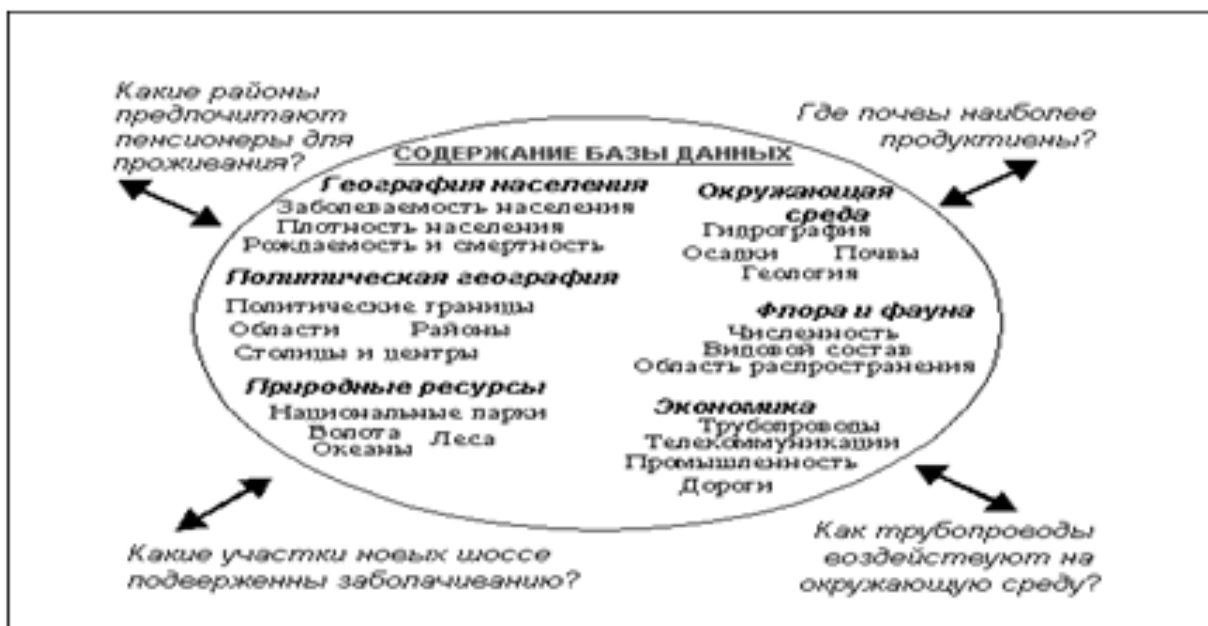 Какие районы
предпочитают
пенсионеры для
проживания?
Где почвы наиболее
продуктивны?
СОДЕРЖАНИЕ БАЗЫ ДАННЫХ
География населения
Заболеваемость населения
Плотность населения
Рождаемость и смертность
Политическая география
Политические границы
Области Районы
Столицы и центры
Природные ресурсы
Национальные парки
Болота Леса
Океаны
Окружающая
среда
Гидрография
Осадки Почвы
Геология
Флора и фауна
Численность
Видовой состав
Область распространения
Экономика
Трубопроводы
Телекоммуникации
Промышленность
Дороги
Какие участки новых шоссе
подверженны заболачиванию?
Как трубопроводы
воздействуют на
окружающую среду?